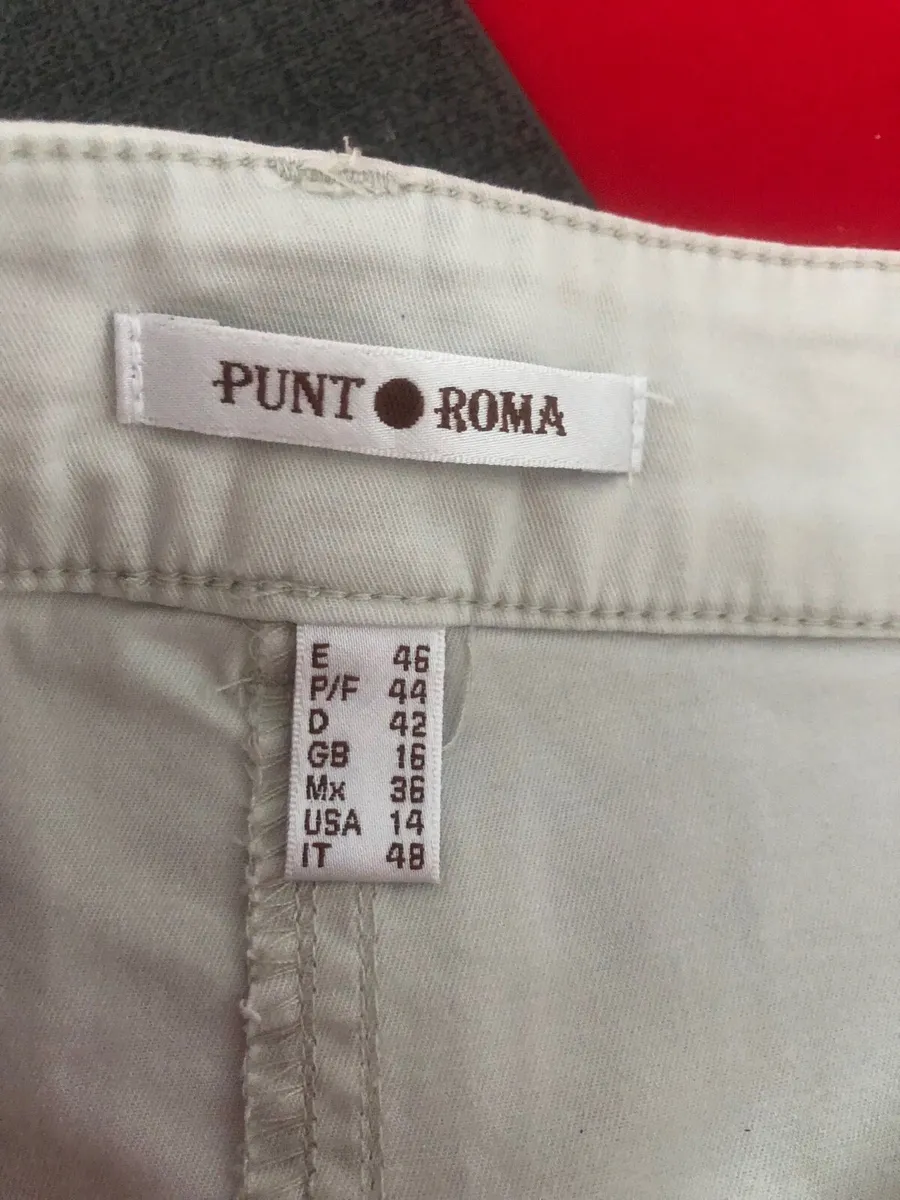 PUNT ROMA
E 46
P/F 44
D 42
GB 16
Mx 36
USA 14
IT 48